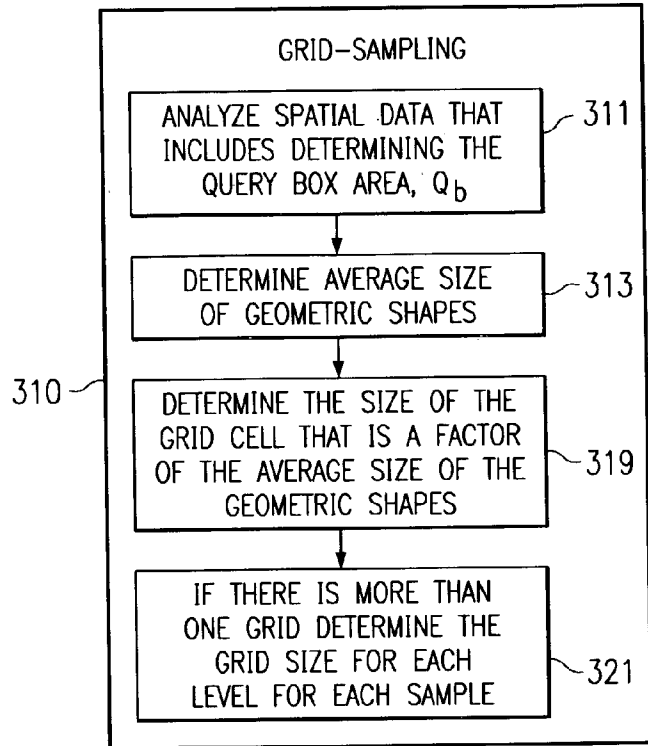 GRID-SAMPLING
ANALYZE SPATIAL DATA THAT
INCLUDES DETERMINING THE
QUERY BOX AREA, Qb
311
DETERMINE AVERAGE SIZE
OF GEOMETRIC SHAPES
313
310
DETERMINE THE SIZE OF THE
GRID CELL THAT IS A FACTOR
OF THE AVERAGE SIZE OF THE
GEOMETRIC SHAPES
319
IF THERE IS MORE THAN
ONE GRID DETERMINE THE
GRID SIZE FOR EACH
LEVEL FOR EACH SAMPLE
321